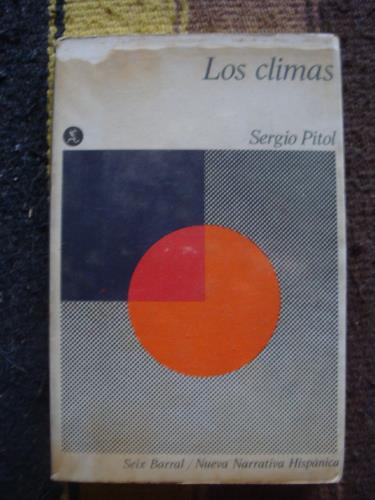 Los climas
Sergio Pitol
Seix Barral / Nueva Narrativa Hispánica